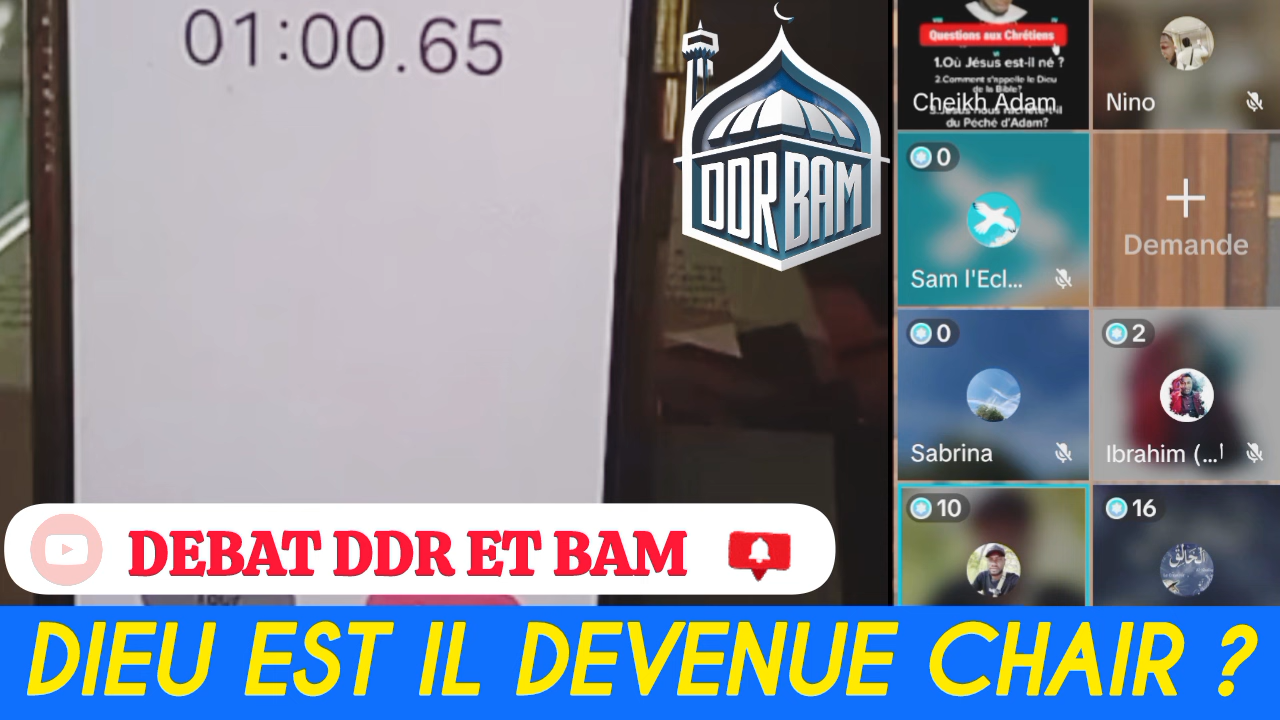 01:00.65
DDR BAM
Questions aux Chrétiens
1.Où Jésus est-il né ?
2.Comment s'appelle le Dieu
de la Bible?
Cheikh Adam
du Péché d'Adam?
Nino
0
Sam l'Ecl...
Demande
0
Sabrina
2
Ibrahim (...
10
16
الخالق
DEBAT DDR ET BAM
DIEU EST IL DEVENUE CHAIR ?